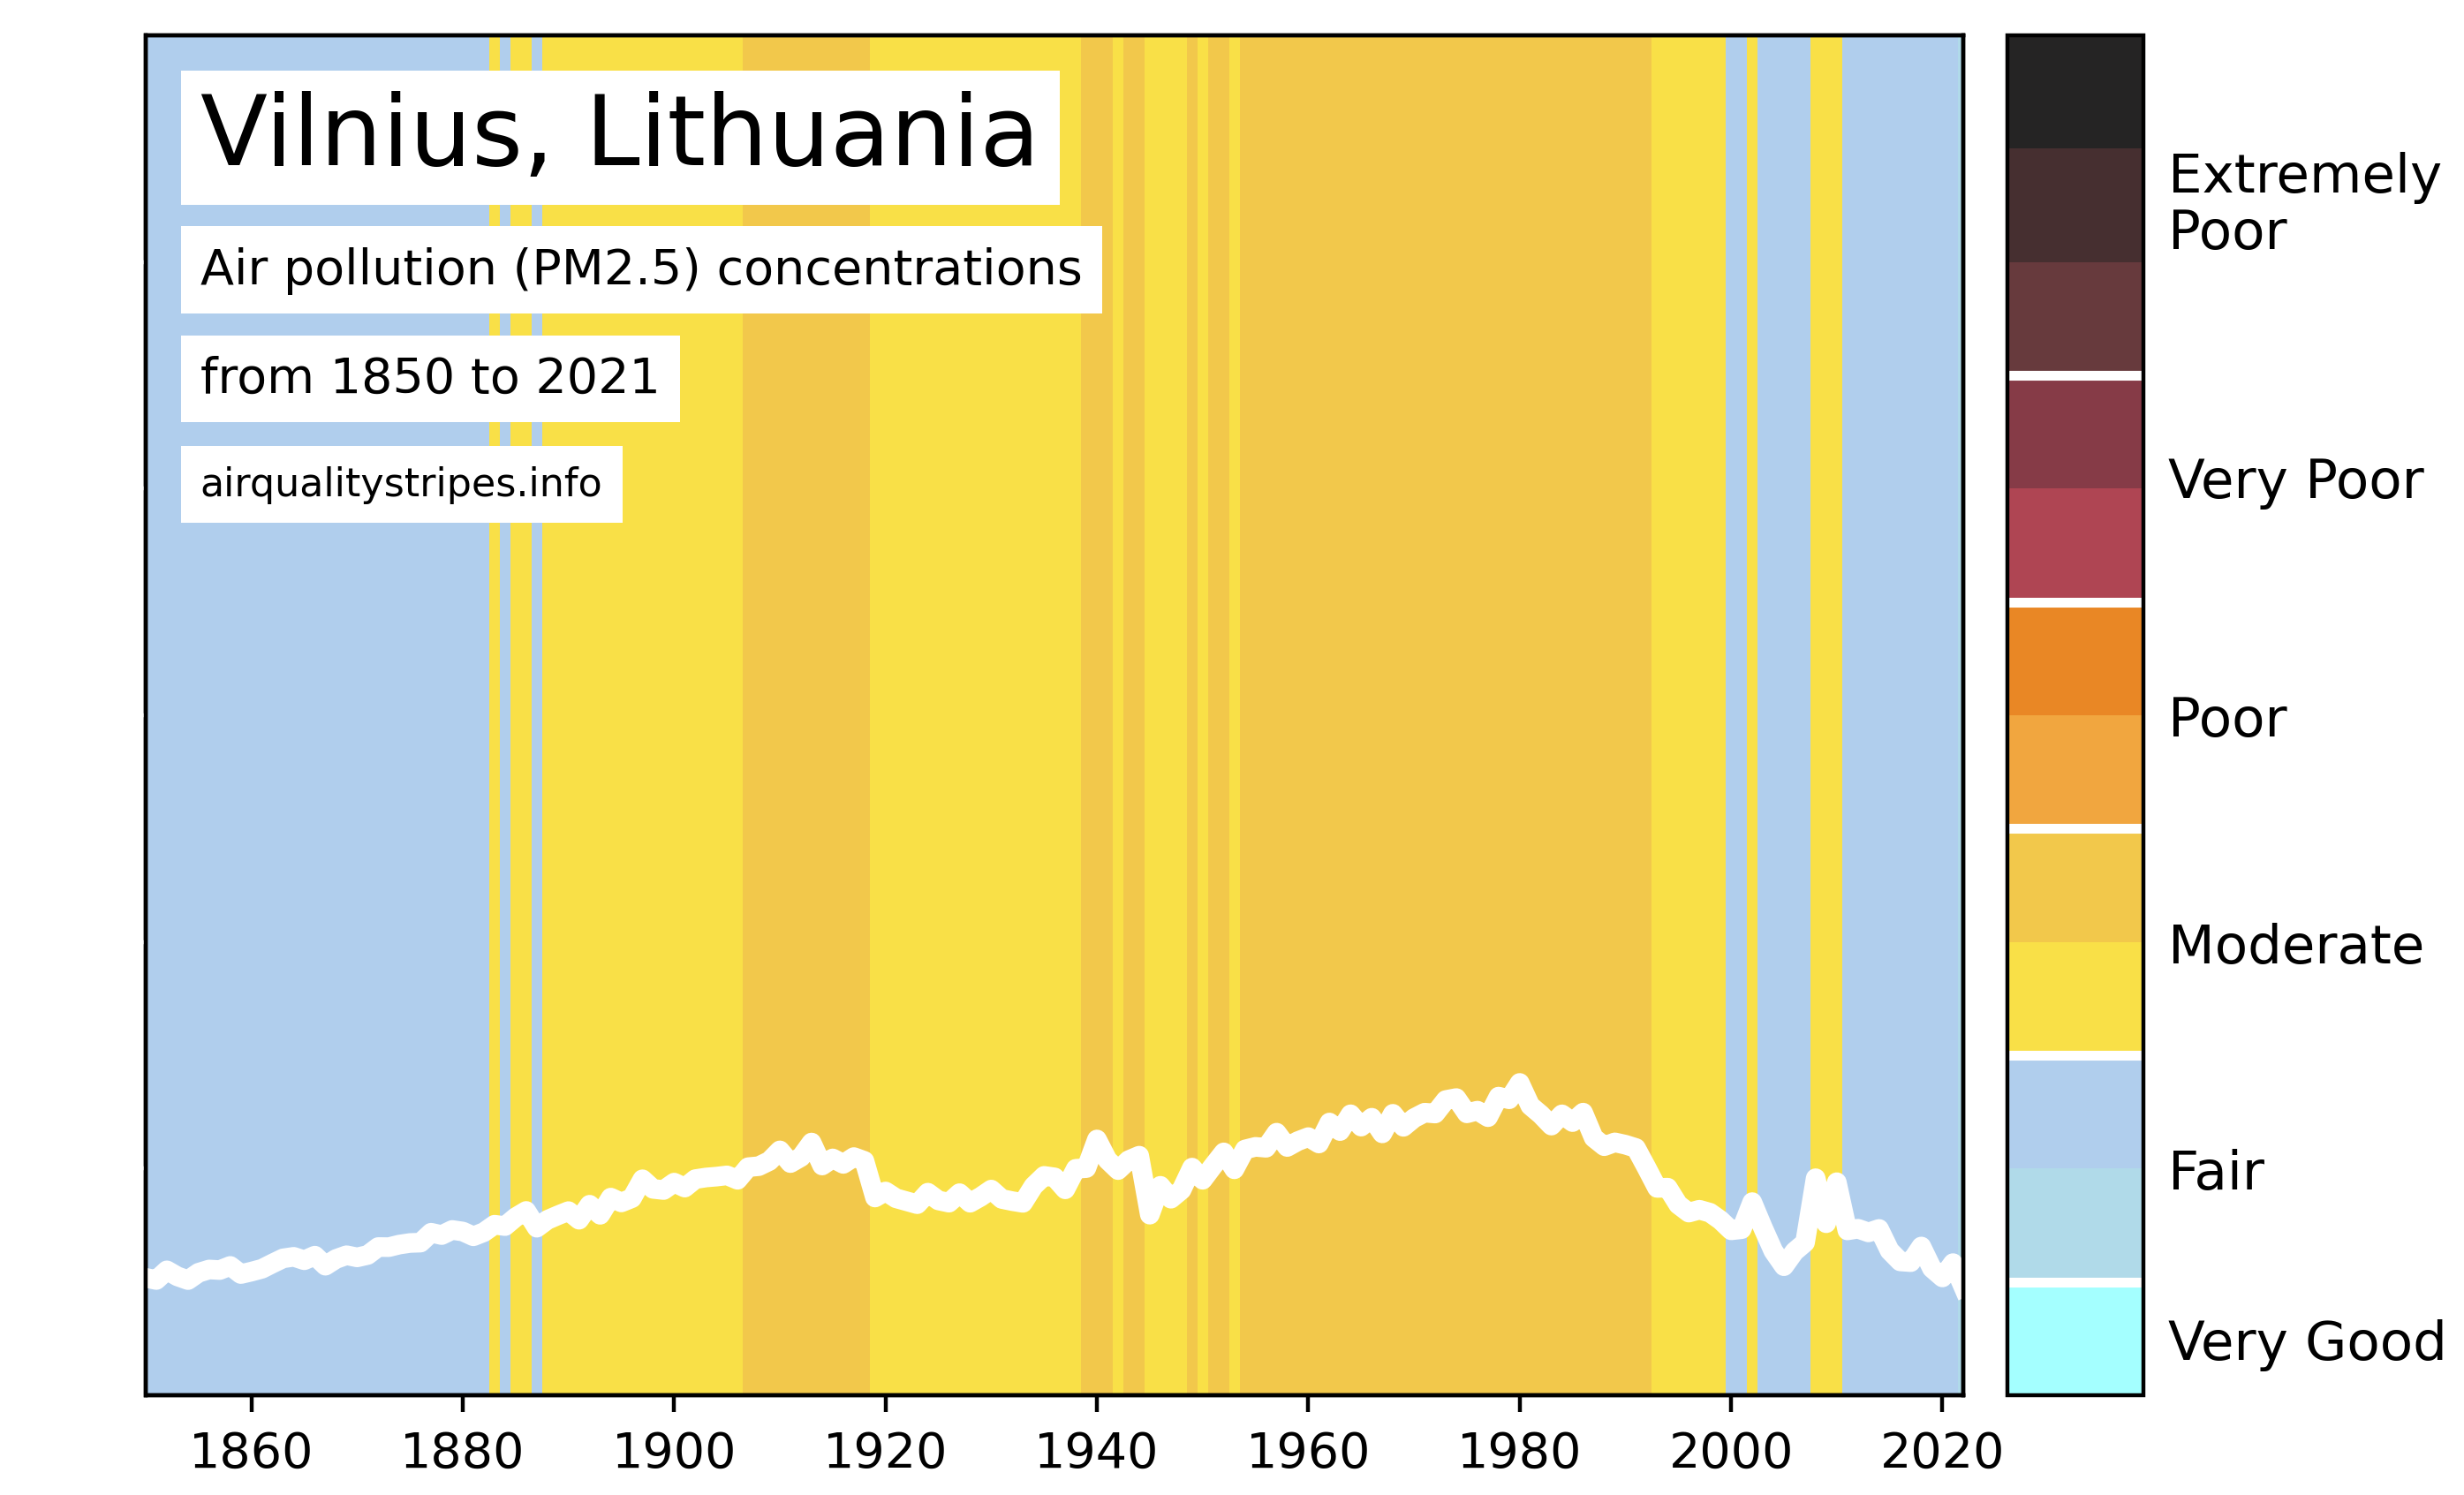 Vilnius, Lithuania
Air pollution (PM2.5) concentrations
from 1850 to 2021
airqualitystripes.info
Extremely
Poor
Very Poor
Poor
Moderate
Fair
Very Good
1860 1880 1900 1920 1940 1960 1980 2000 2020